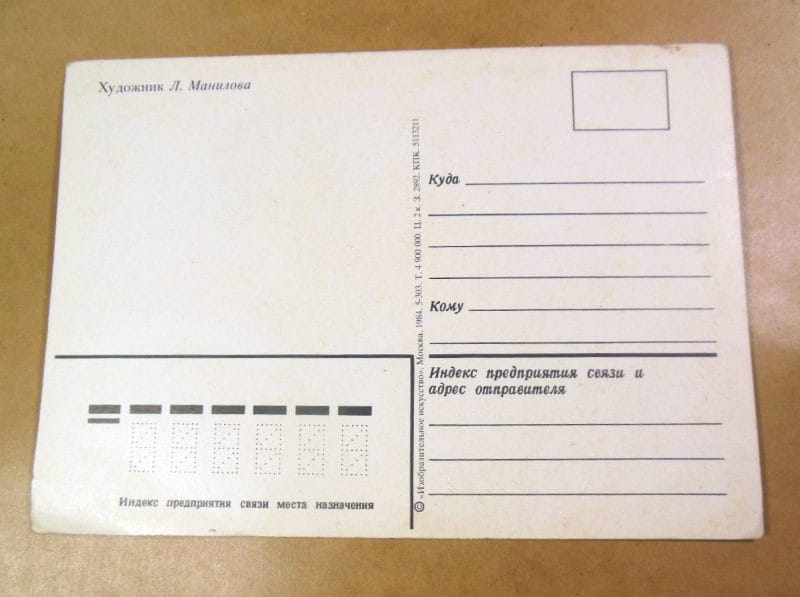 Художник Л. Манилова
© «Изобразительное искусство». Москва. 1984. 5-303. Т. 4 900 000. Ц. 2 к. З. 2892. КПК. 5113211
Куда
Кому
Индекс предприятия связи и
адрес отправителя
Индекс предприятия связи места назначения